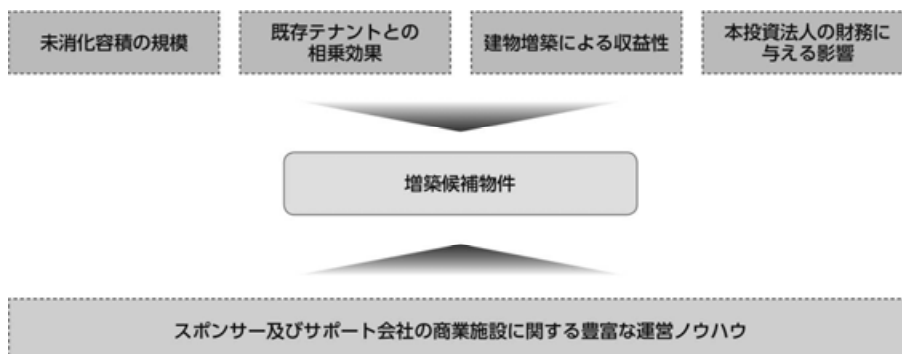 未消化容積の規模
既存テナントとの
相乗効果
建物増築による収益性
本投資法人の財務に
与える影響
増築候補物件
スポンサー及びサポート会社の商業施設に関する豊富な運営ノウハウ